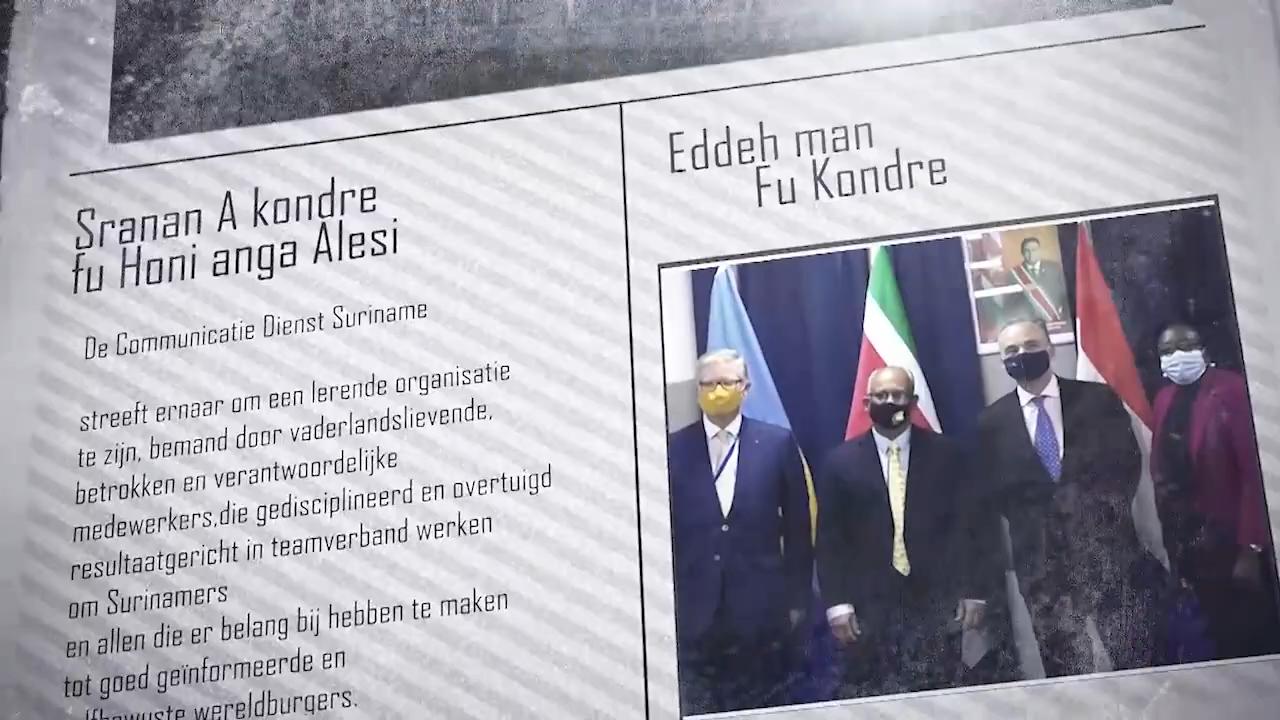 Sranan A kondre
fu Honi anga Alesi
De Communicatie Dienst Suriname
streeft ernaar om een lerende organisatie
te zijn, bemand door vaderlandslievende,
betrokken en verantwoordelijke
medewerkers,die gedisciplineerd en overtuigd
resultaatgericht in teamverband werken
om Surinamers
en allen die er belang bij hebben te maken
tot goed geïnformeerde en
wereldburgers.
Eddeh man
Fu Kondre